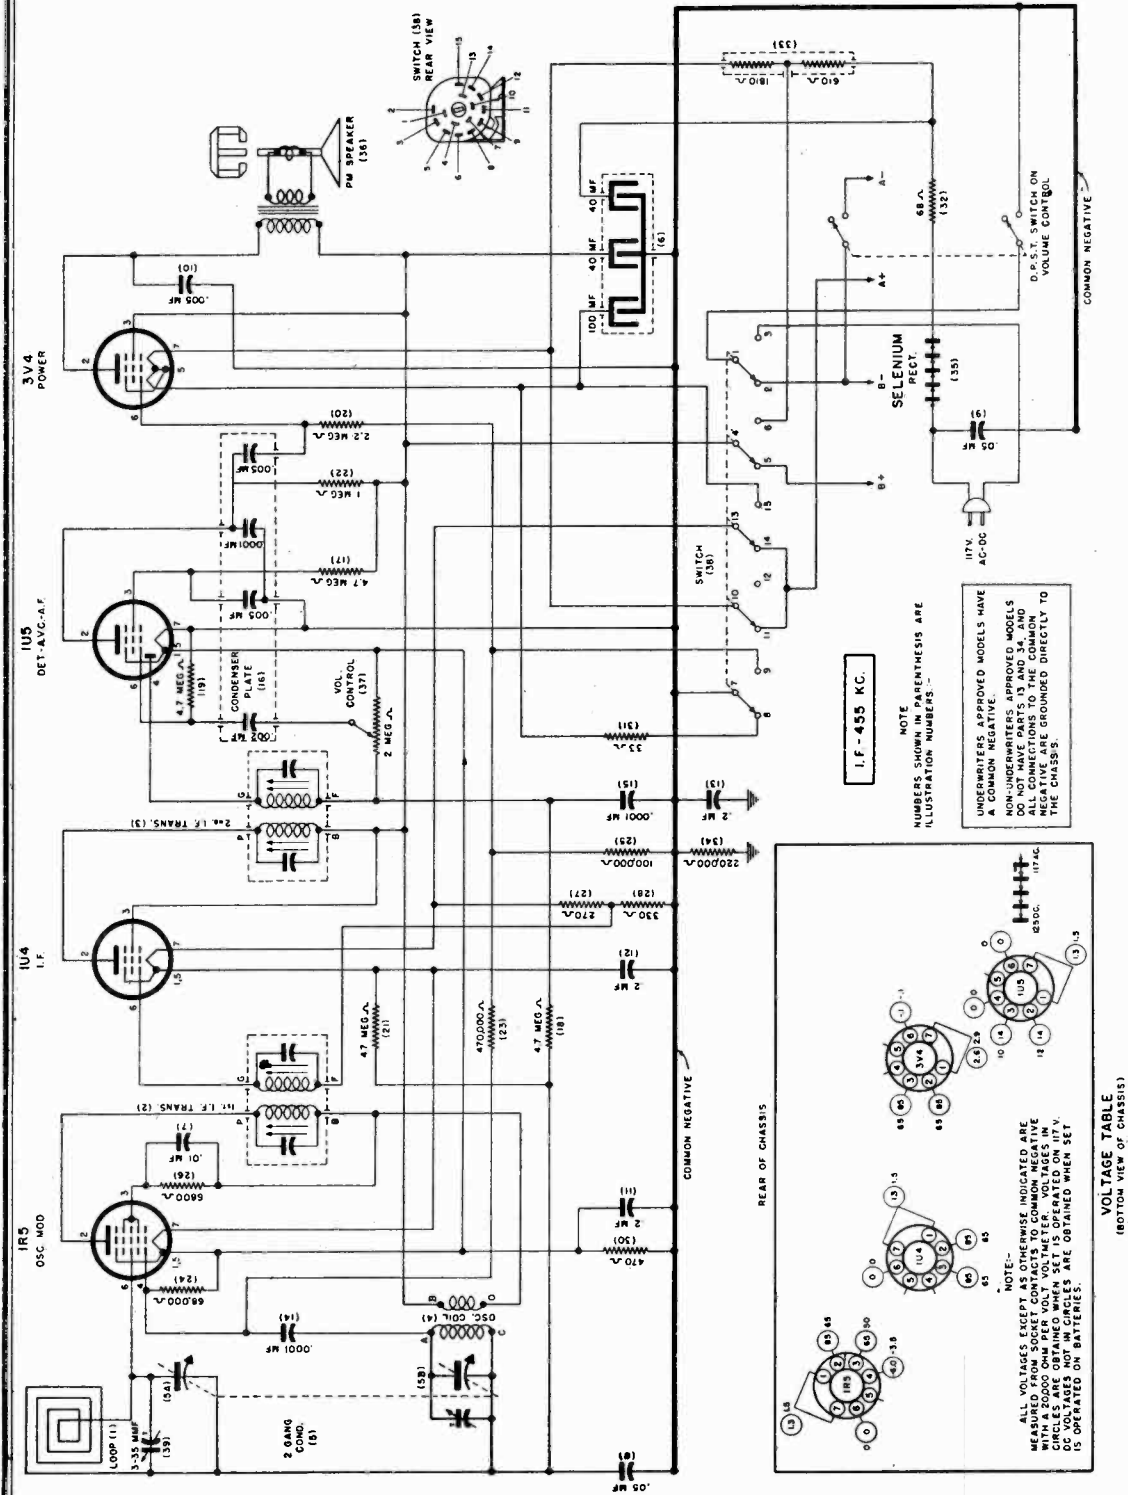 1R5
OSC. MOD
1U4
I.F.
1U5
DET-A.V.C-A.F.
3V4
POWER
LOOP (1)
3-35 MMF
(39)
(5A)
2 GANG
COND.
(5)
(5B)
68,000 Ω
(24)
.0001 MF
(14)
OSC. COIL (4)
A
B
C
D
.05 MF
(8)
6800 Ω
(26)
.01 MF
(7)
1st. I.F. TRANS. (2)
P
B
G
F
470 Ω
(30)
.2 MF
(11)
4.7 MEG Ω
(21)
470,000 Ω
(23)
4.7 MEG Ω
(18)
.2 MF
(12)
270 Ω
(27)
330 Ω
(28)
2nd. I.F. TRANS. (3)
P
B
G
F
100,000 Ω
(25)
220,000 Ω
(34)
.0001 MF
(15)
.2 MF
(13)
4.7 MEG Ω
(19)
CONDENSER
PLATE
(16)
.002 MF
.005 MF
.0001 MF
.005 MF
VOL.
CONTROL
(37)
2 MEG Ω
4.7 MEG Ω
(17)
1 MEG Ω
(22)
2.2 MEG Ω
(20)
33 Ω
(31)
.005 MF
(10)
PM SPEAKER
(36)
SWITCH (38)
REAR VIEW
100 MF
40 MF
40 MF
(6)
1810 Ω
610 Ω
(33)
68 Ω
(32)
SELENIUM
RECT.
(35)
.05 MF
(9)
117V.
AC-DC
SWITCH
(38)
A-
A+
B-
B+
D.P.S.T. SWITCH ON
VOLUME CONTROL
COMMON NEGATIVE
COMMON NEGATIVE
I.F.-455 KC.
NOTE
NUMBERS SHOWN IN PARENTHESIS ARE
ILLUSTRATION NUMBERS.-
UNDERWRITERS APPROVED MODELS HAVE
A COMMON NEGATIVE.
NON-UNDERWRITERS APPROVED MODELS
DO NOT HAVE PARTS 13 AND 34, AND
ALL CONNECTIONS TO THE COMMON
NEGATIVE ARE GROUNDED DIRECTLY TO
THE CHASSIS.
REAR OF CHASSIS
1R5
1U4
3V4
1U5
125DC.
117AC.
NOTE:-
ALL VOLTAGES EXCEPT AS OTHERWISE INDICATED ARE
MEASURED FROM SOCKET CONTACTS TO COMMON NEGATIVE
WITH A 20,000 OHM PER VOLT VOLTMETER. VOLTAGES IN
CIRCLES ARE OBTAINED WHEN SET IS OPERATED ON 117 V.
DC VOLTAGES NOT IN CIRCLES ARE OBTAINED WHEN SET
IS OPERATED ON BATTERIES.
VOLTAGE TABLE
(BOTTOM VIEW OF CHASSIS)